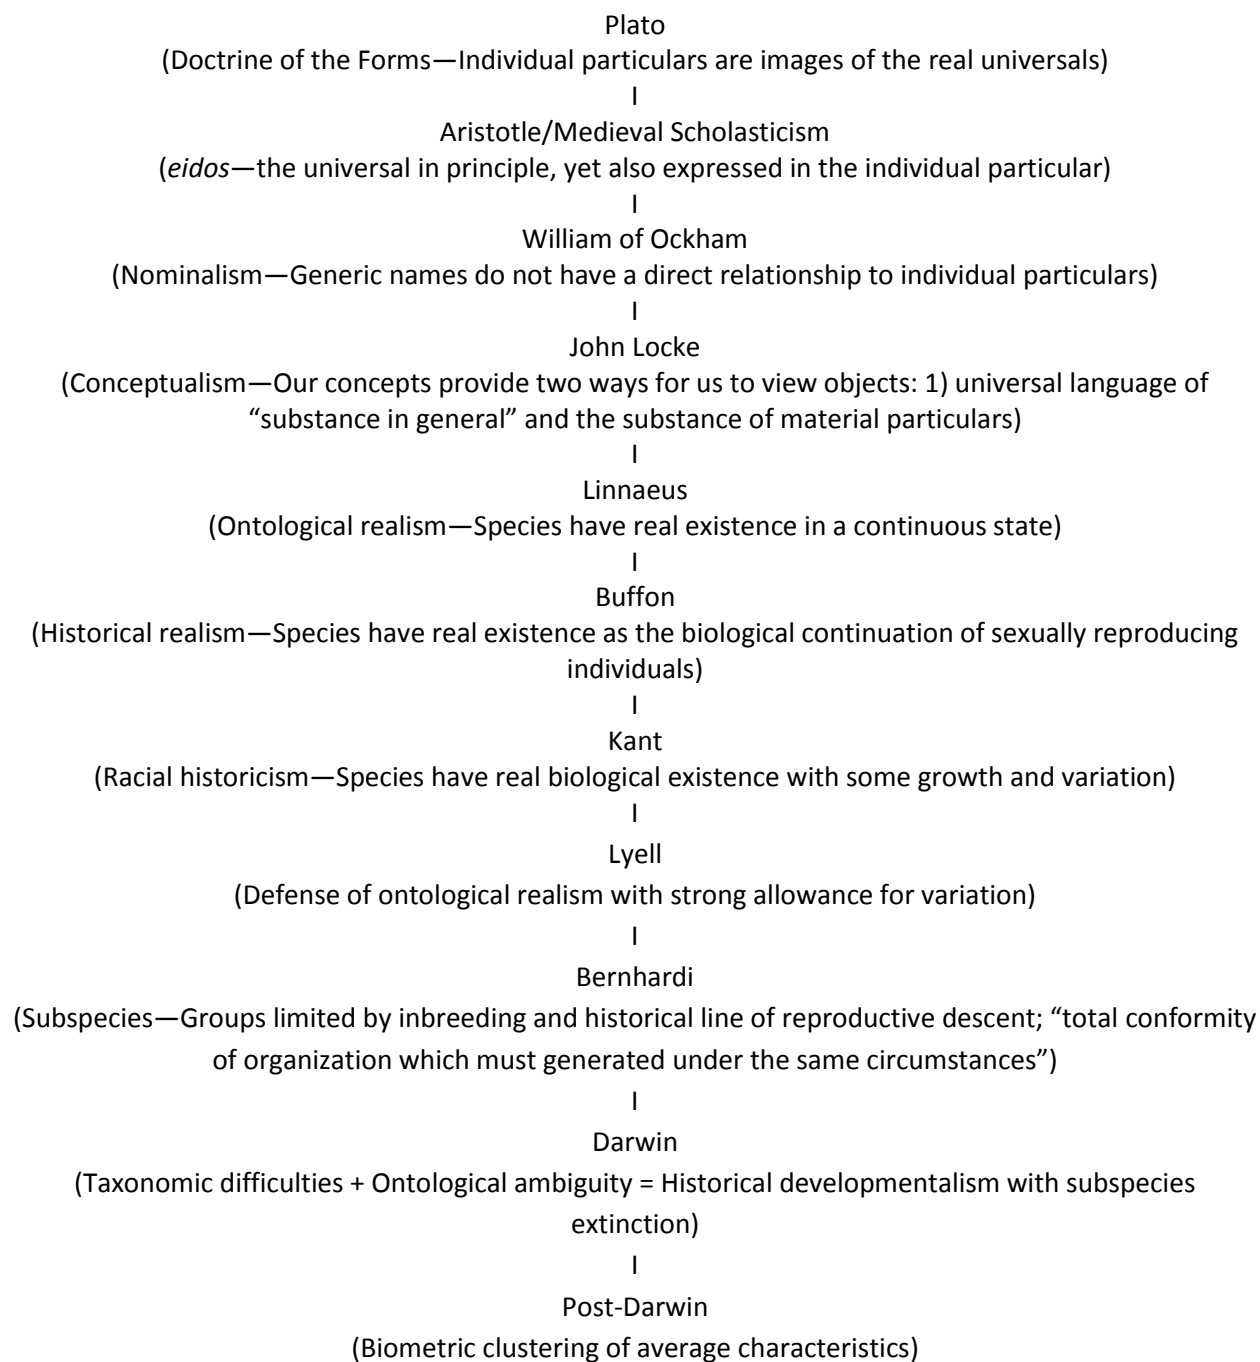 Plato
(Doctrine of the Forms—Individual particulars are images of the real universals)
I
Aristotle/Medieval Scholasticism
(eidos—the universal in principle, yet also expressed in the individual particular)
I
William of Ockham
(Nominalism—Generic names do not have a direct relationship to individual particulars)
I
John Locke
(Conceptualism—Our concepts provide two ways for us to view objects: 1) universal language of
“substance in general” and the substance of material particulars)
I
Linnaeus
(Ontological realism—Species have real existence in a continuous state)
I
Buffon
(Historical realism—Species have real existence as the biological continuation of sexually reproducing
individuals)
I
Kant
(Racial historicism—Species have real biological existence with some growth and variation)
I
Lyell
(Defense of ontological realism with strong allowance for variation)
I
Bernhardi
(Subspecies—Groups limited by inbreeding and historical line of reproductive descent; “total conformity
of organization which must generated under the same circumstances”)
I
Darwin
(Taxonomic difficulties + Ontological ambiguity = Historical developmentalism with subspecies
extinction)
I
Post-Darwin
(Biometric clustering of average characteristics)